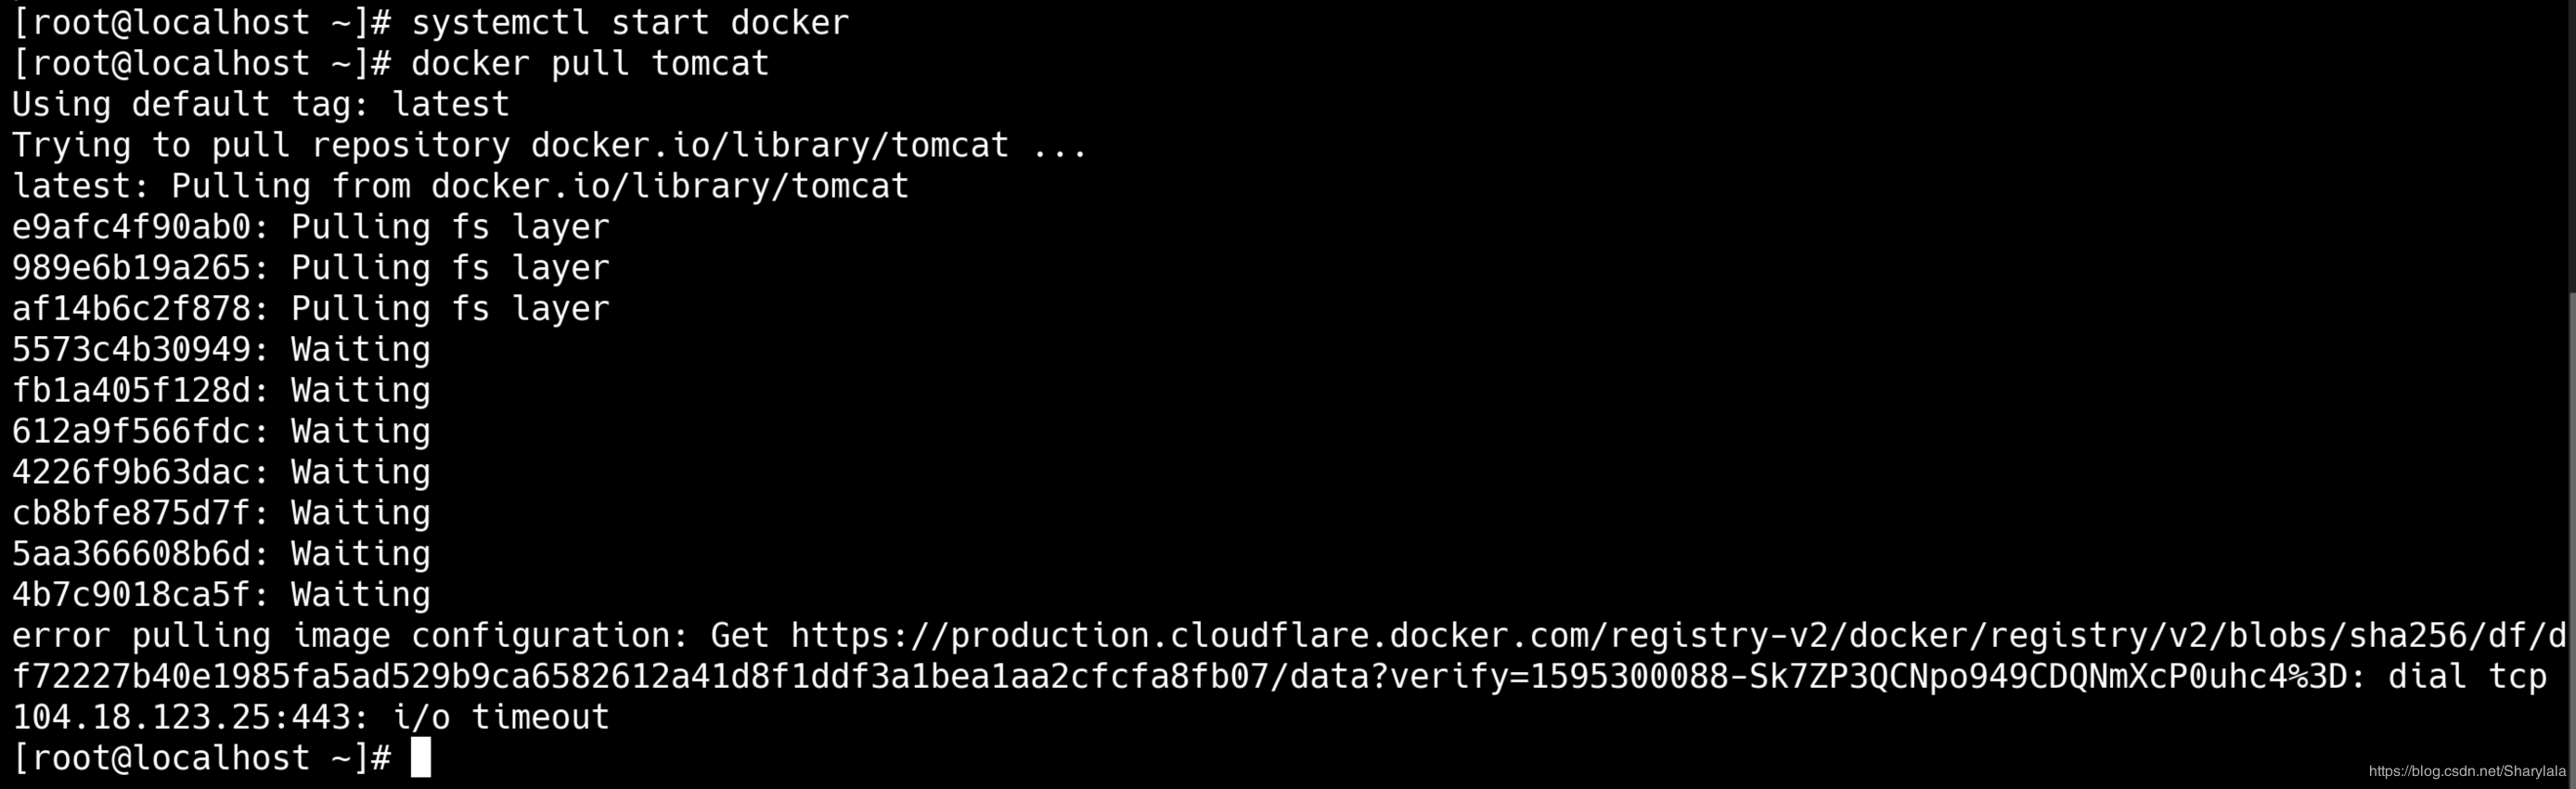 [root@localhost ~]# systemctl start docker
[root@localhost ~]# docker pull tomcat
Using default tag: latest
Trying to pull repository docker.io/library/tomcat ...
latest: Pulling from docker.io/library/tomcat
e9afc4f90ab0: Pulling fs layer
989e6b19a265: Pulling fs layer
af14b6c2f878: Pulling fs layer
5573c4b30949: Waiting
fb1a405f128d: Waiting
612a9f566fdc: Waiting
4226f9b63dac: Waiting
cb8bfe875d7f: Waiting
5aa366608b6d: Waiting
4b7c9018ca5f: Waiting
error pulling image configuration: Get https://production.cloudflare.docker.com/registry-v2/docker/registry/v2/blobs/sha256/df/d
f72227b40e1985fa5ad529b9ca6582612a41d8f1ddf3a1bea1aa2cfcfa8fb07/data?verify=1595300088-Sk7ZP3QCNpo949CDQNmXcP0uhc4%3D: dial tcp
104.18.123.25:443: i/o timeout
[root@localhost ~]#
https://blog.csdn.net/Sharylala